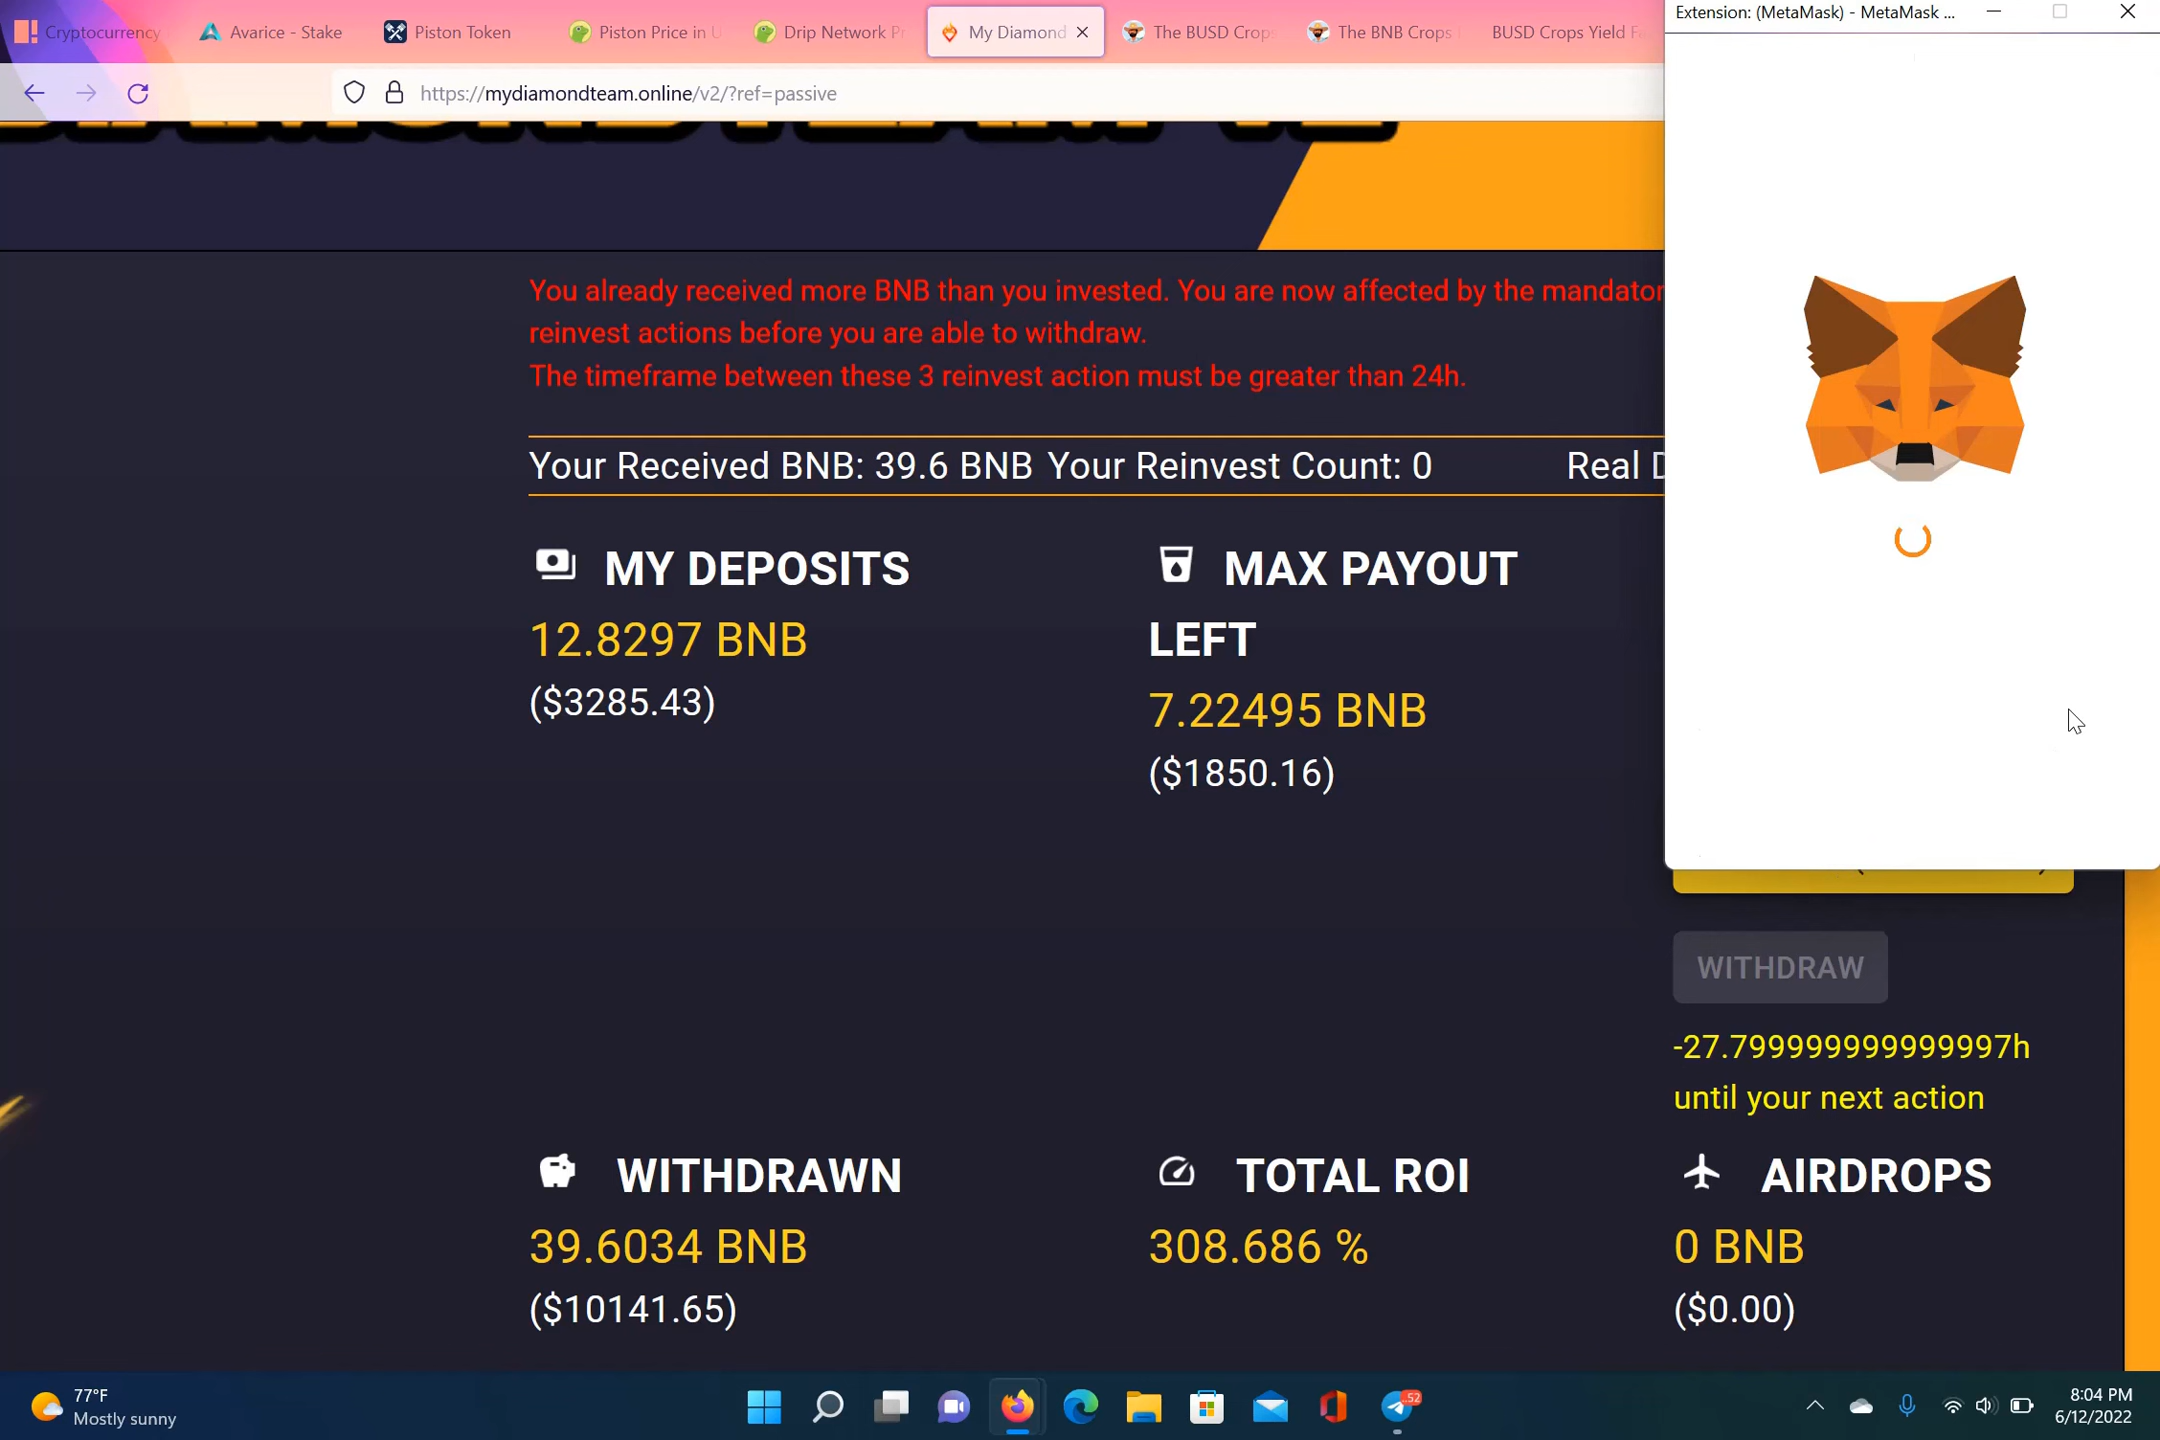 Cryptocurrency
Avarice - Stake
Piston Token
Piston Price in U
Drip Network Pr
My Diamond
The BUSD Crops
The BNB Crops
BUSD Crops Yield Fa
Extension: (MetaMask) - MetaMask ...
https://mydiamondteam.online/v2/?ref=passive
You already received more BNB than you invested. You are now affected by the mandator
reinvest actions before you are able to withdraw.
The timeframe between these 3 reinvest action must be greater than 24h.
Your Received BNB: 39.6 BNB Your Reinvest Count: 0 Real D
MY DEPOSITS
12.8297 BNB
($3285.43)
MAX PAYOUT
LEFT
7.22495 BNB
($1850.16)
WITHDRAW
-27.799999999999997h
until your next action
WITHDRAWN
39.6034 BNB
($10141.65)
TOTAL ROI
308.686 %
AIRDROPS
0 BNB
($0.00)
77°F
Mostly sunny
52
8:04 PM
6/12/2022